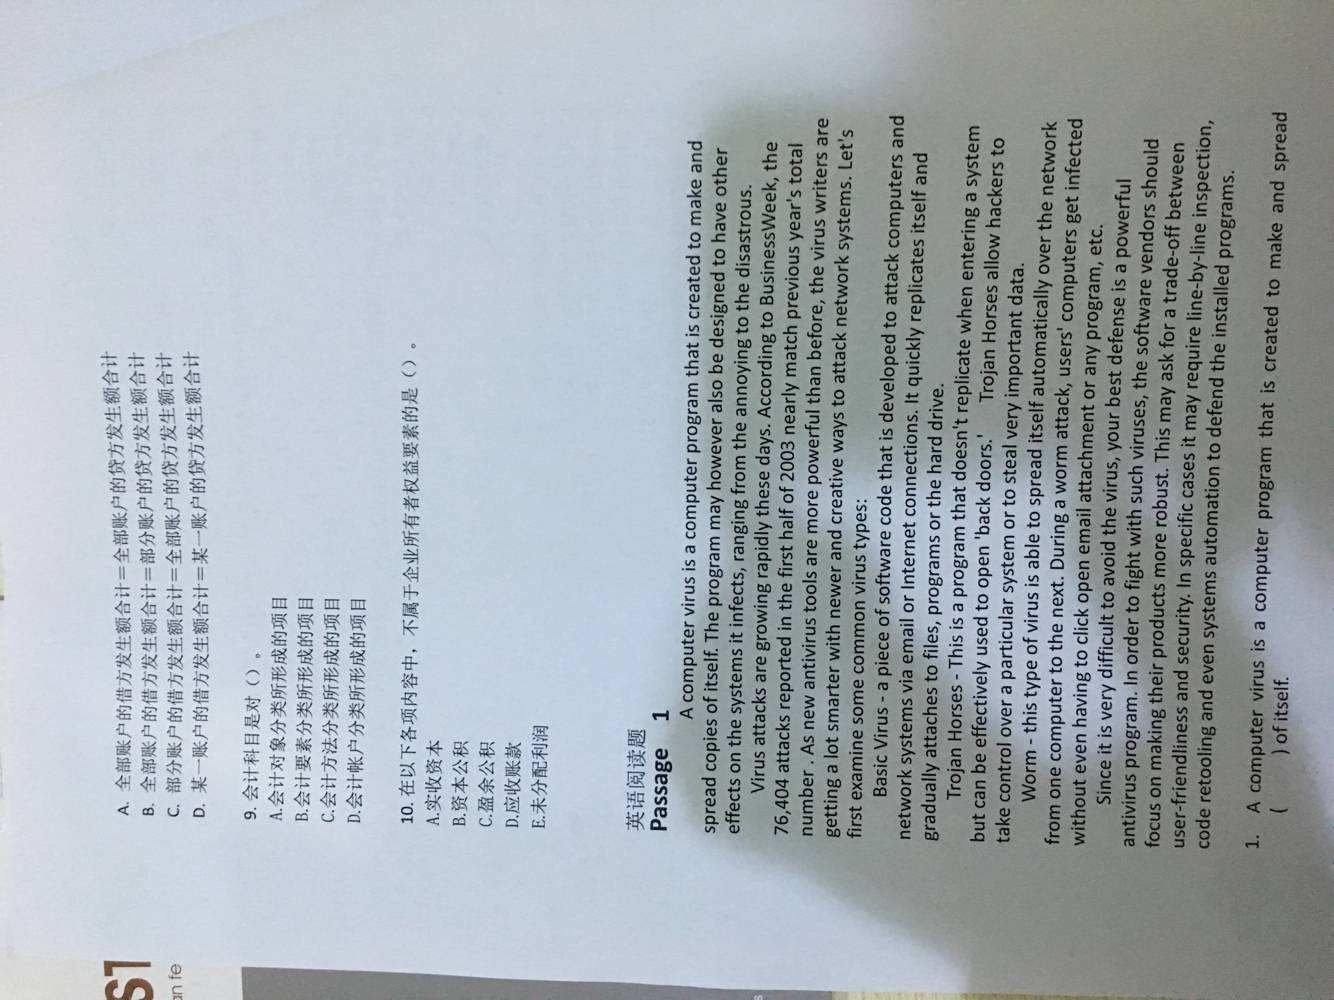 ST
an fe
A. 全部账户的借方发生额合计＝全部账户的贷方发生额合计
B. 全部账户的借方发生额合计＝部分账户的贷方发生额合计
C. 部分账户的借方发生额合计＝全部账户的贷方发生额合计
D. 某一账户的借方发生额合计＝某一账户的贷方发生额合计
9. 会计科目是对（）。
A.会计对象分类所形成的项目
B.会计要素分类所形成的项目
C.会计方法分类所形成的项目
D.会计帐户分类所形成的项目
10. 在以下各项内容中，不属于企业所有者权益要素的是（）。
A.实收资本
B.资本公积
C.盈余公积
D.应收账款
E.未分配利润
英语阅读题
Passage 1
A computer virus is a computer program that is created to make and
spread copies of itself. The program may however also be designed to have other
effects on the systems it infects, ranging from the annoying to the disastrous.
Virus attacks are growing rapidly these days. According to BusinessWeek, the
76,404 attacks reported in the first half of 2003 nearly match previous year's total
number . As new antivirus tools are more powerful than before, the virus writers are
getting a lot smarter with newer and creative ways to attack network systems. Let's
first examine some common virus types:
Basic Virus - a piece of software code that is developed to attack computers and
network systems via email or Internet connections. It quickly replicates itself and
gradually attaches to files, programs or the hard drive.
Trojan Horses - This is a program that doesn't replicate when entering a system
but can be effectively used to open 'back doors.' Trojan Horses allow hackers to
take control over a particular system or to steal very important data.
Worm - this type of virus is able to spread itself automatically over the network
from one computer to the next. During a worm attack, users' computers get infected
without even having to click open email attachment or any program, etc.
Since it is very difficult to avoid the virus, your best defense is a powerful
antivirus program. In order to fight with such viruses, the software vendors should
focus on making their products more robust. This may ask for a trade-off between
user-friendliness and security. In specific cases it may require line-by-line inspection,
code retooling and even systems automation to defend the installed programs.
1. A computer virus is a computer program that is created to make and spread
( ) of itself.